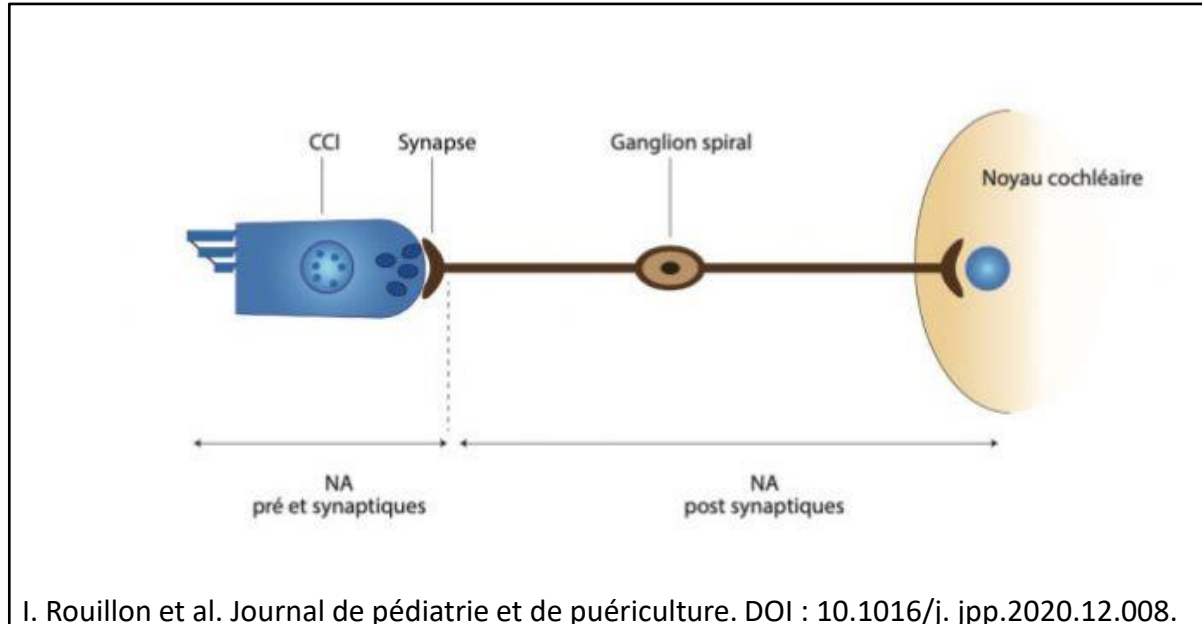 CCI
Synapse
Ganglion spiral
Noyau cochléaire
NA
pré et synaptiques
NA
post synaptiques
I. Rouillon et al. Journal de pédiatrie et de puériculture. DOI : 10.1016/j. jpp.2020.12.008.